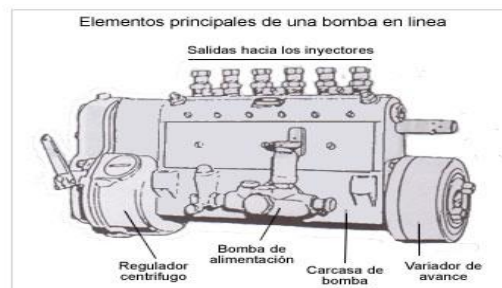 Elementos principales de una bomba en linea
Salidas hacia los inyectores
Regulador
centrifugo
Bomba de
alimentación
Carcasa de
bomba
Variador de
avance